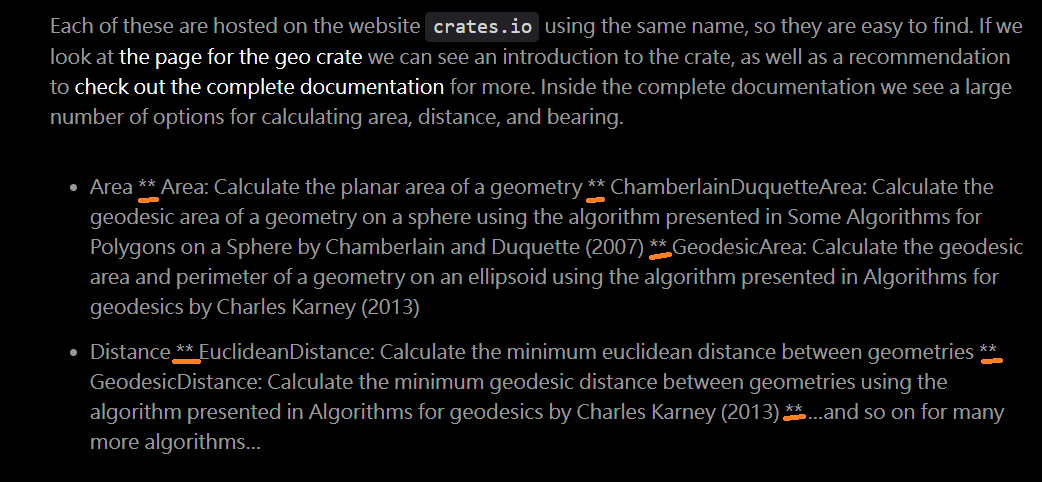 Each of these are hosted on the website crates.io using the same name, so they are easy to find. If we
look at the page for the geo crate we can see an introduction to the crate, as well as a recommendation
to check out the complete documentation for more. Inside the complete documentation we see a large
number of options for calculating area, distance, and bearing.
• Area ** Area: Calculate the planar area of a geometry ** ChamberlainDuquetteArea: Calculate the
geodesic area of a geometry on a sphere using the algorithm presented in Some Algorithms for
Polygons on a Sphere by Chamberlain and Duquette (2007) ** GeodesicArea: Calculate the geodesic
area and perimeter of a geometry on an ellipsoid using the algorithm presented in Algorithms for
geodesics by Charles Karney (2013)
• Distance ** EuclideanDistance: Calculate the minimum euclidean distance between geometries **
GeodesicDistance: Calculate the minimum geodesic distance between geometries using the
algorithm presented in Algorithms for geodesics by Charles Karney (2013) ** ...and so on for many
more algorithms...